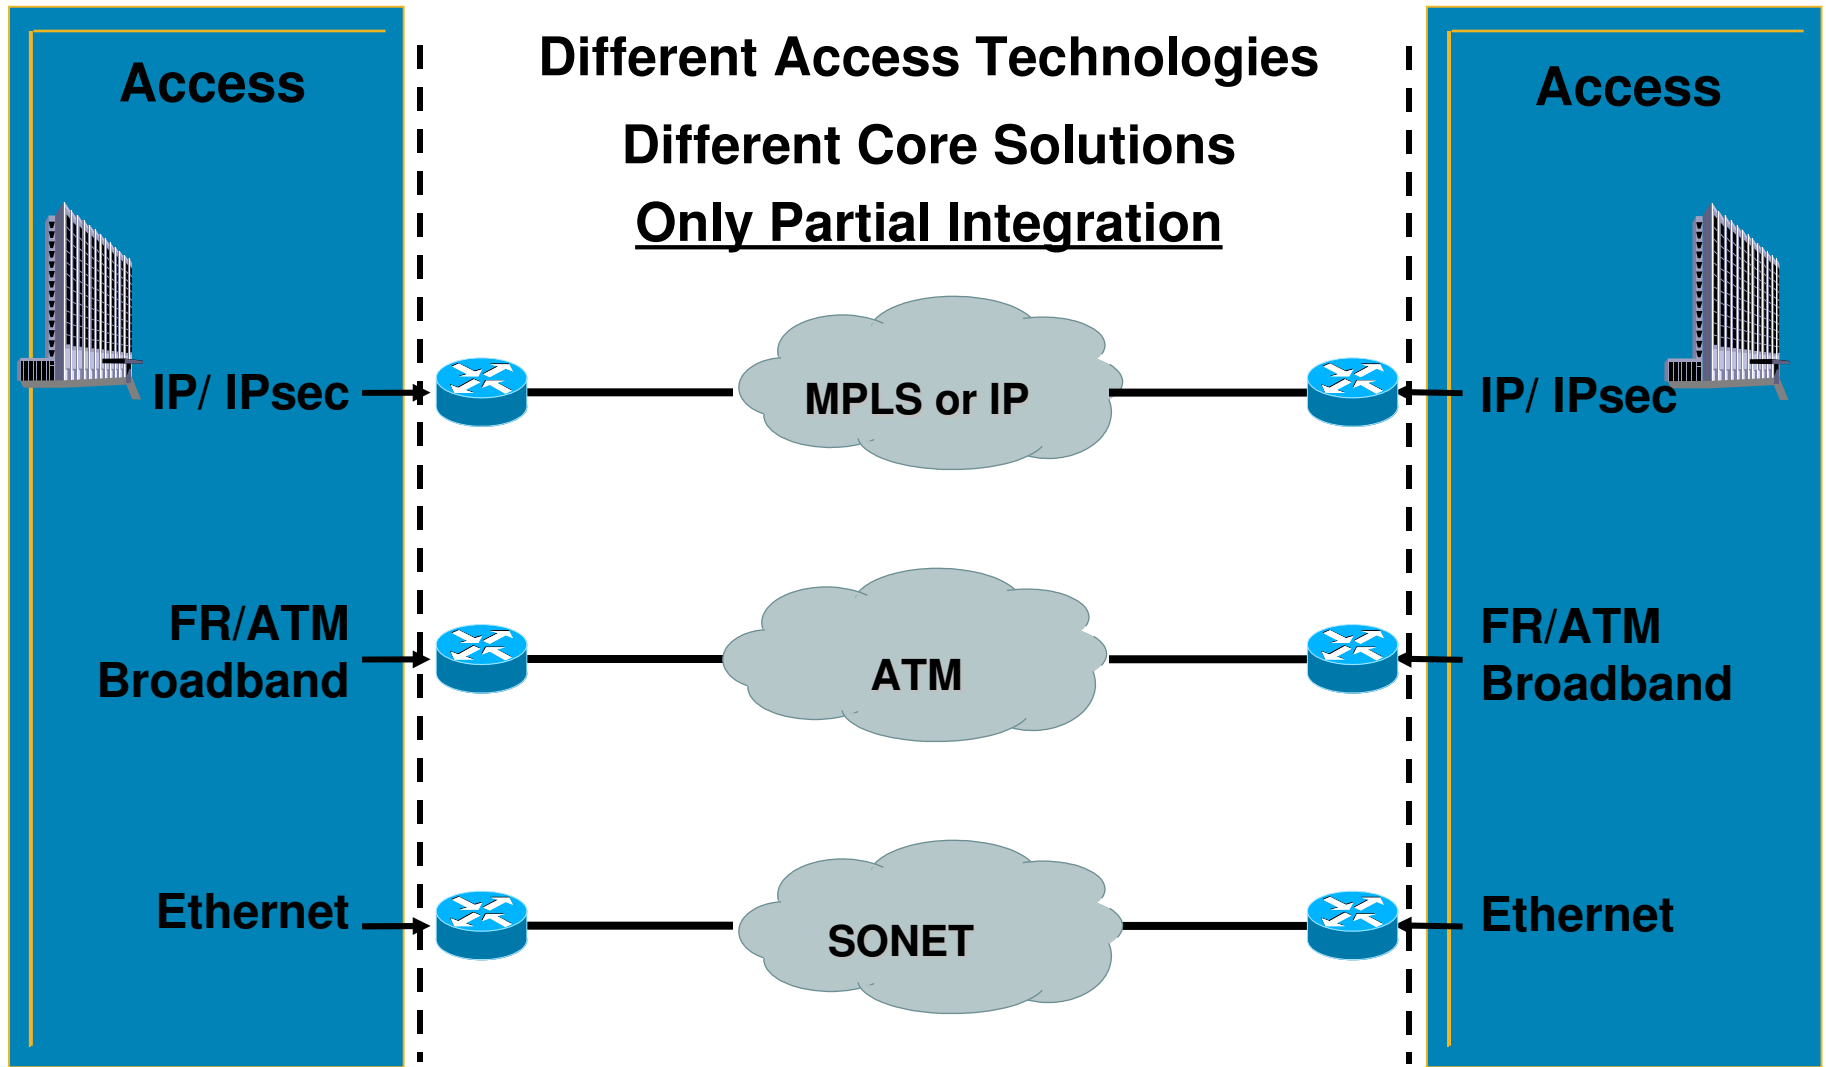 Access
Different Access Technologies
Different Core Solutions
Only Partial Integration
Access
IP/ IPsec
MPLS or IP
IP/ IPsec
FR/ATM
Broadband
ATM
FR/ATM
Broadband
Ethernet
SONET
Ethernet